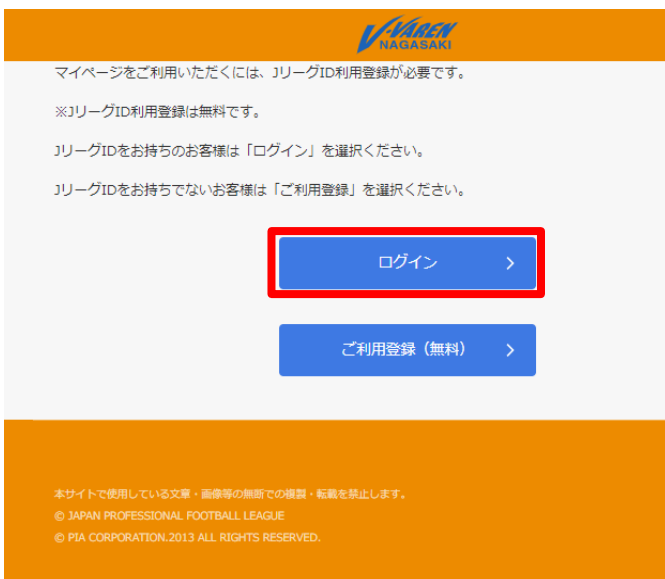 V-VAREN
NAGASAKI
マイページをご利用いただくには、JリーグID利用登録が必要です。
※JリーグID利用登録は無料です。
JリーグIDをお持ちのお客様は「ログイン」を選択ください。
JリーグIDをお持ちでないお客様は「ご利用登録」を選択ください。
ログイン
ご利用登録（無料）
本サイトで使用している文章・画像等の無断での複製・転載を禁止します。
© JAPAN PROFESSIONAL FOOTBALL LEAGUE
© PIA CORPORATION.2013 ALL RIGHTS RESERVED.